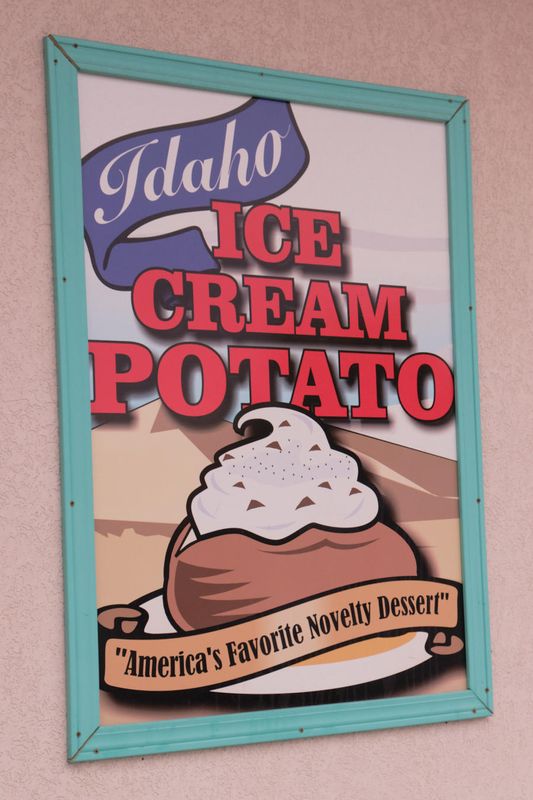 Idaho
ICE
CREAM
POTATO
"America's Favorite Novelty Dessert"